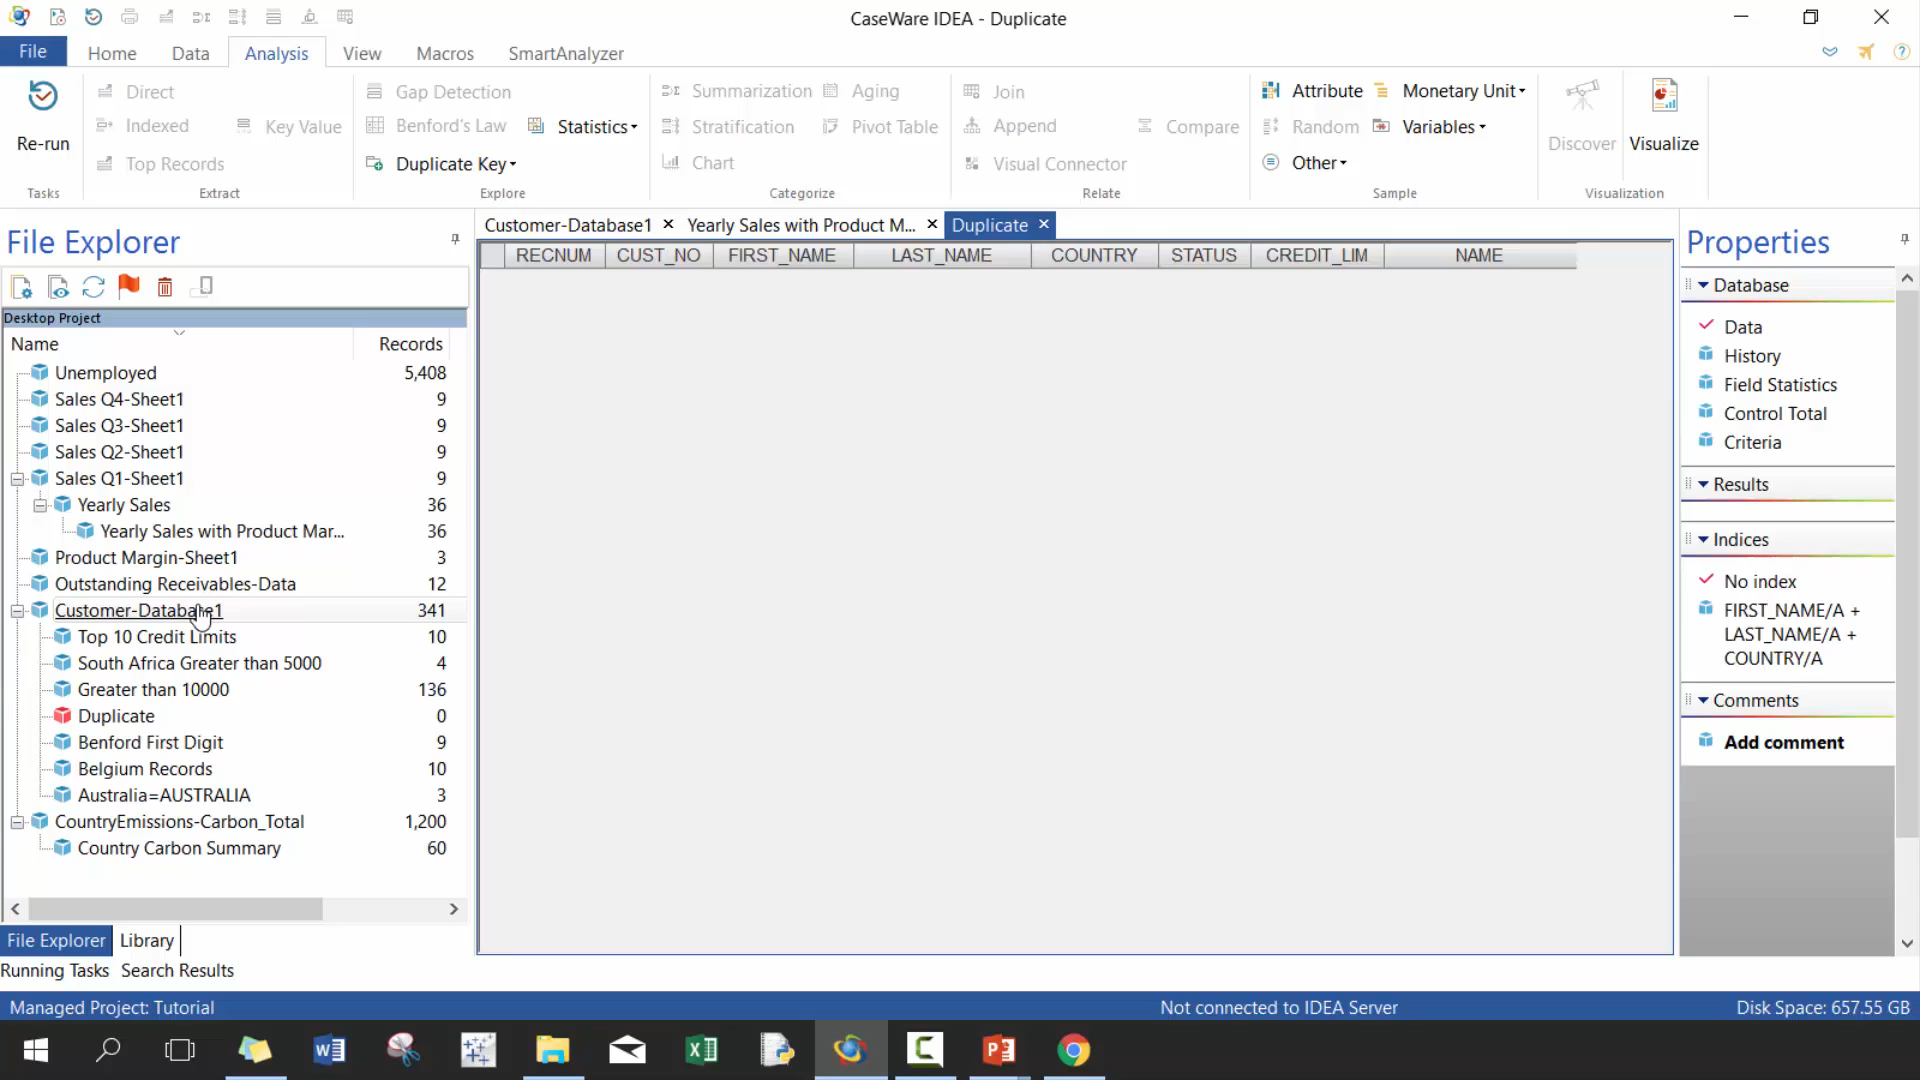 CaseWare IDEA - Duplicate
File Home Data Analysis View Macros SmartAnalyzer
Re-run
Tasks
Direct
Indexed Key Value
Top Records
Extract
Gap Detection
Benford's Law Statistics
Duplicate Key
Explore
Summarization Aging
Stratification Pivot Table
Chart
Categorize
Join
Append Compare
Visual Connector
Relate
Attribute Monetary Unit
Random Variables
Other
Sample
Discover Visualize
Visualization
File Explorer
Desktop Project
Name Records
Unemployed 5,408
Sales Q4-Sheet1 9
Sales Q3-Sheet1 9
Sales Q2-Sheet1 9
Sales Q1-Sheet1 9
Yearly Sales 36
Yearly Sales with Product Mar... 36
Product Margin-Sheet1 3
Outstanding Receivables-Data 12
Customer-Database1 341
Top 10 Credit Limits 10
South Africa Greater than 5000 4
Greater than 10000 136
Duplicate 0
Benford First Digit 9
Belgium Records 10
Australia=AUSTRALIA 3
CountryEmissions-Carbon_Total 1,200
Country Carbon Summary 60
File Explorer Library
Running Tasks Search Results
Customer-Database1 Yearly Sales with Product M... Duplicate
RECNUM CUST_NO FIRST_NAME LAST_NAME COUNTRY STATUS CREDIT_LIM NAME
Properties
Database
Data
History
Field Statistics
Control Total
Criteria
Results
Indices
No index
FIRST_NAME/A +
LAST_NAME/A +
COUNTRY/A
Comments
Add comment
Managed Project: Tutorial Not connected to IDEA Server Disk Space: 657.55 GB